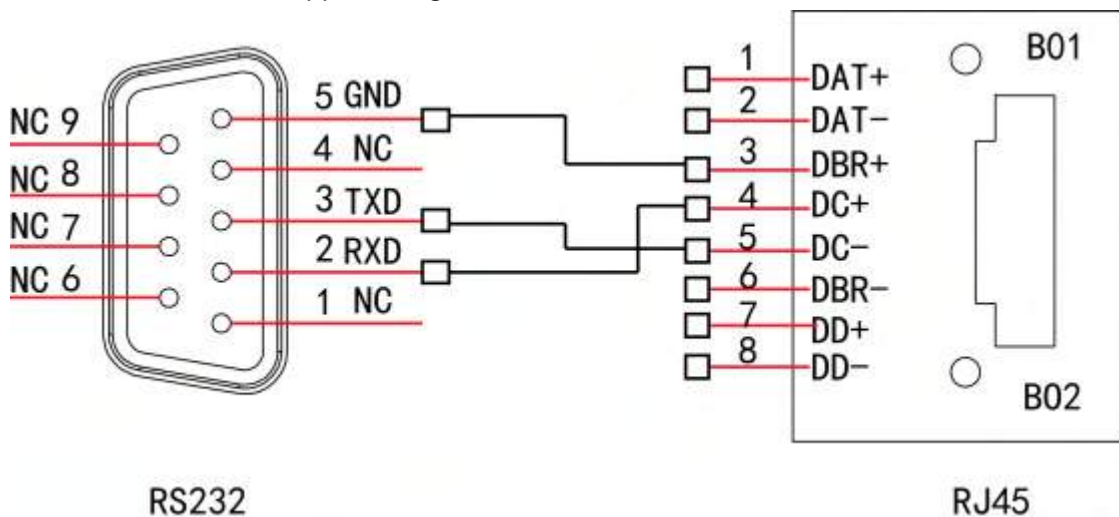 NC 9
NC 8
NC 7
NC 6
5 GND
4 NC
3 TXD
2 RXD
1 NC
1
2
3
4
5
6
7
8
DAT+
DAT-
DBR+
DC+
DC-
DBR-
DD+
DD-
B01
B02
RS232
RJ45